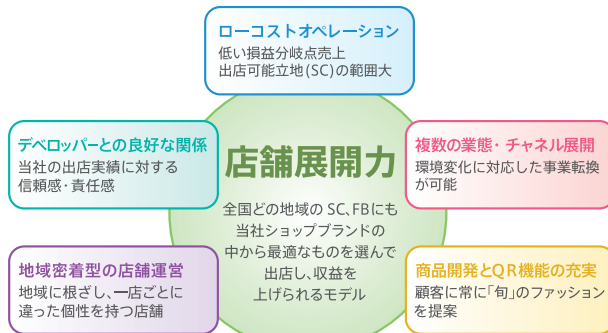 ローコストオペレーション
低い損益分岐点売上
出店可能立地(SC)の範囲大
デベロッパーとの良好な関係
当社の出店実績に対する
信頼感・責任感
複数の業態・チャネル展開
環境変化に対応した事業転換
が可能
店舗展開力
全国どの地域のSC、FBにも
当社ショップブランドの
中から最適なものを選んで
出店し、収益を
上げられるモデル
地域密着型の店舗運営
地域に根ざし、一店ごとに
違った個性を持つ店舗
商品開発とQR機能の充実
顧客に常に「旬」のファッション
を提案